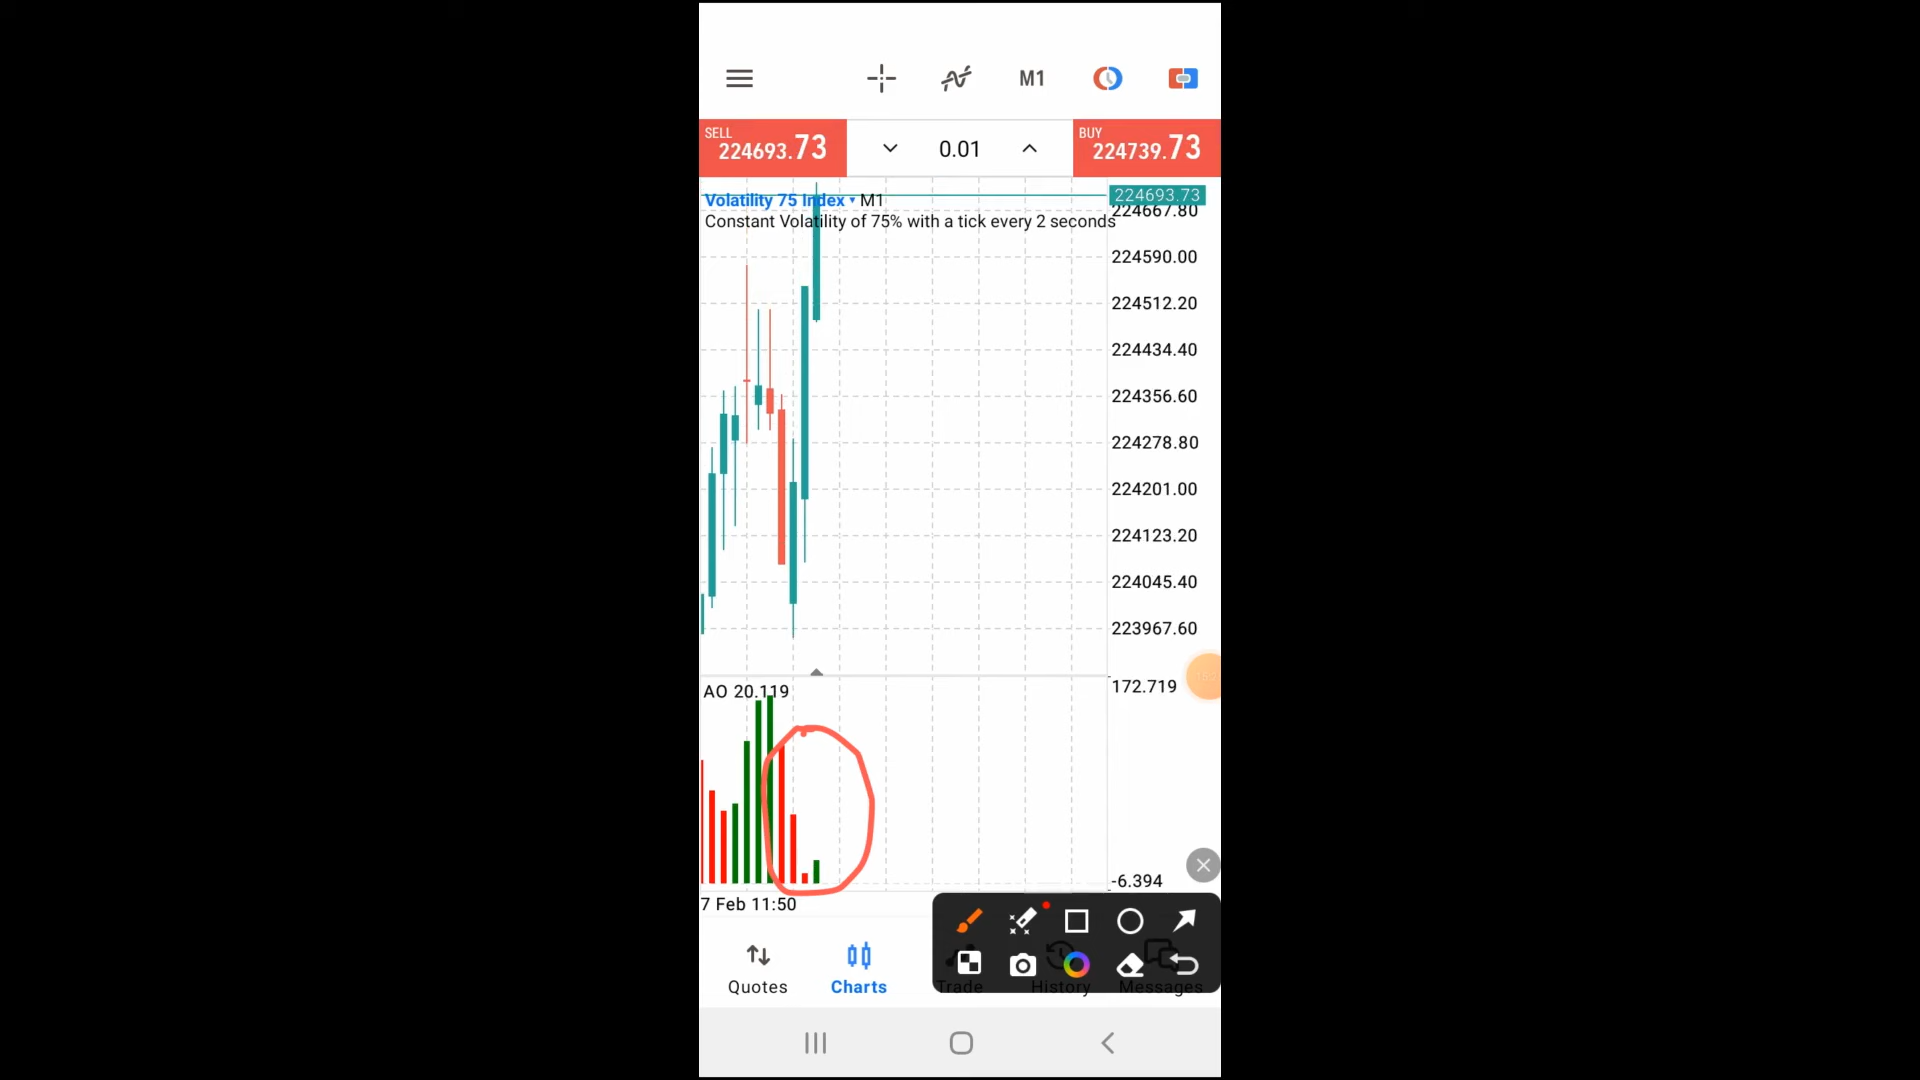 M1
SELL
224693.73
0.01
BUY
224739.73
Volatility 75 Index M1
Constant Volatility of 75% with a tick every 2 seconds
224693.73
224667.80
224590.00
224512.20
224434.40
224356.60
224278.80
224201.00
224123.20
224045.40
223967.60
AO 20.119
172.719
-6.394
7 Feb 11:50
Quotes
Charts
Trade
History
Messages